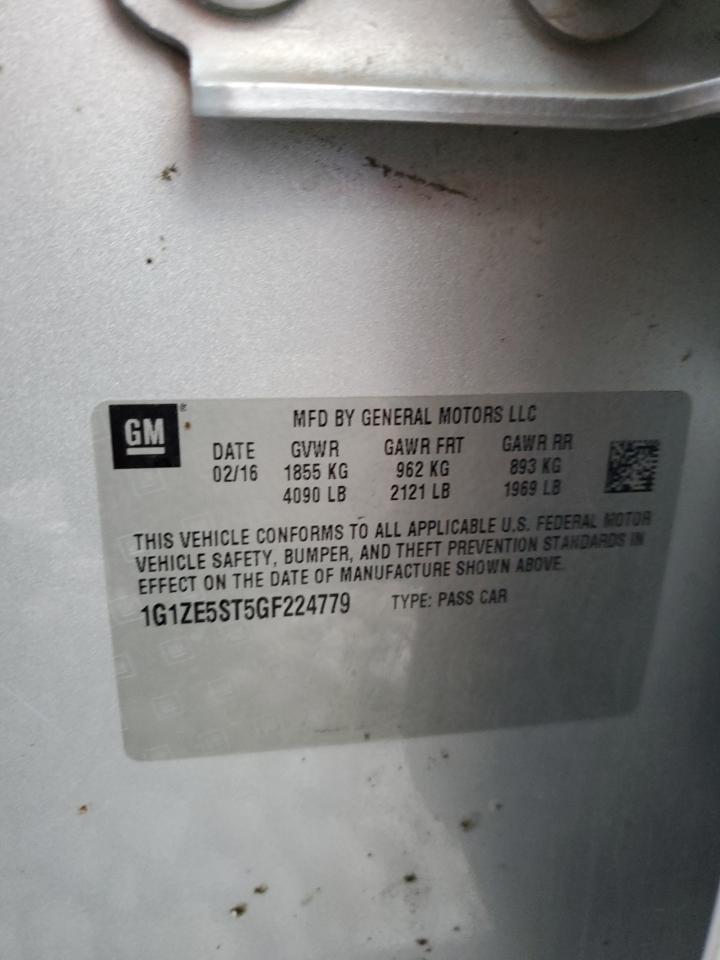 GM®
MFD BY GENERAL MOTORS LLC
DATE GVWR GAWR FRT GAWR RR
02/16 1855 KG 962 KG 893 KG
4090 LB 2121 LB 1969 LB
THIS VEHICLE CONFORMS TO ALL APPLICABLE U.S. FEDERAL MOTOR
VEHICLE SAFETY, BUMPER, AND THEFT PREVENTION STANDARDS IN
EFFECT ON THE DATE OF MANUFACTURE SHOWN ABOVE.
1G1ZE5ST5GF224779 TYPE: PASS CAR